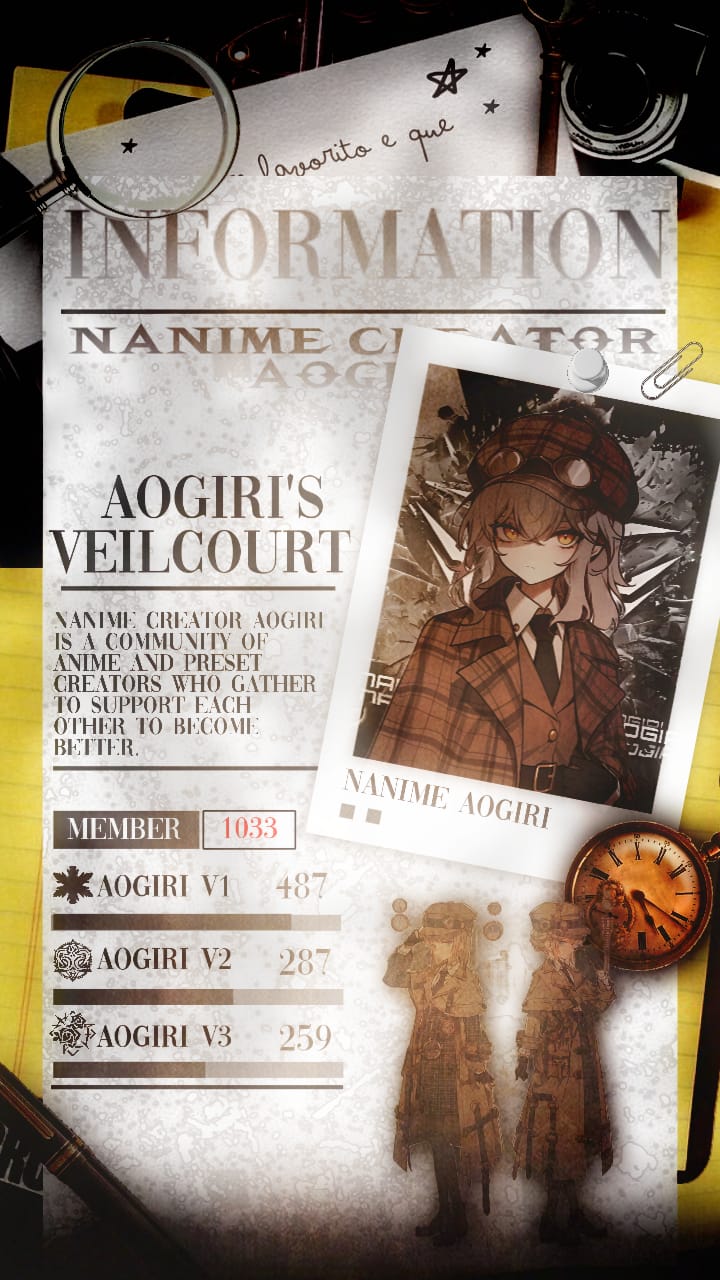 favorito e que
INFORMATION
NANIME CREATOR
AOGIRI'S
VEILCOURT
NANIME CREATOR AOGIRI
IS A COMMUNITY OF
ANIME AND PRESET
CREATORS WHO GATHER
TO SUPPORT EACH
OTHER TO BECOME
BETTER.
NANIME AOGIRI
MEMBER 1033
AOGIRI V1 487
AOGIRI V2 287
AOGIRI V3 259